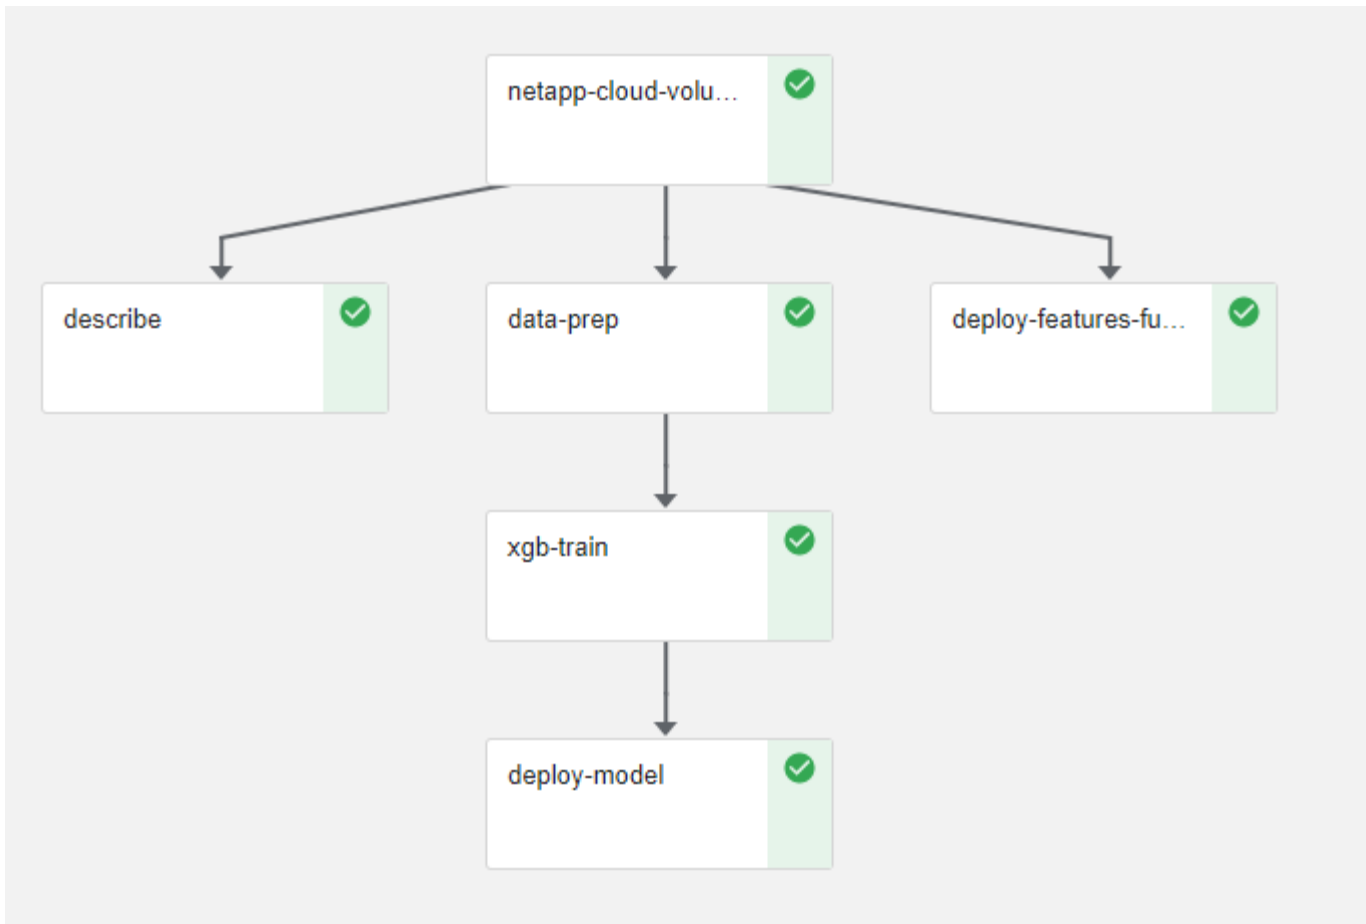 netapp-cloud-volu...
describe
data-prep
deploy-features-fu...
xgb-train
deploy-model